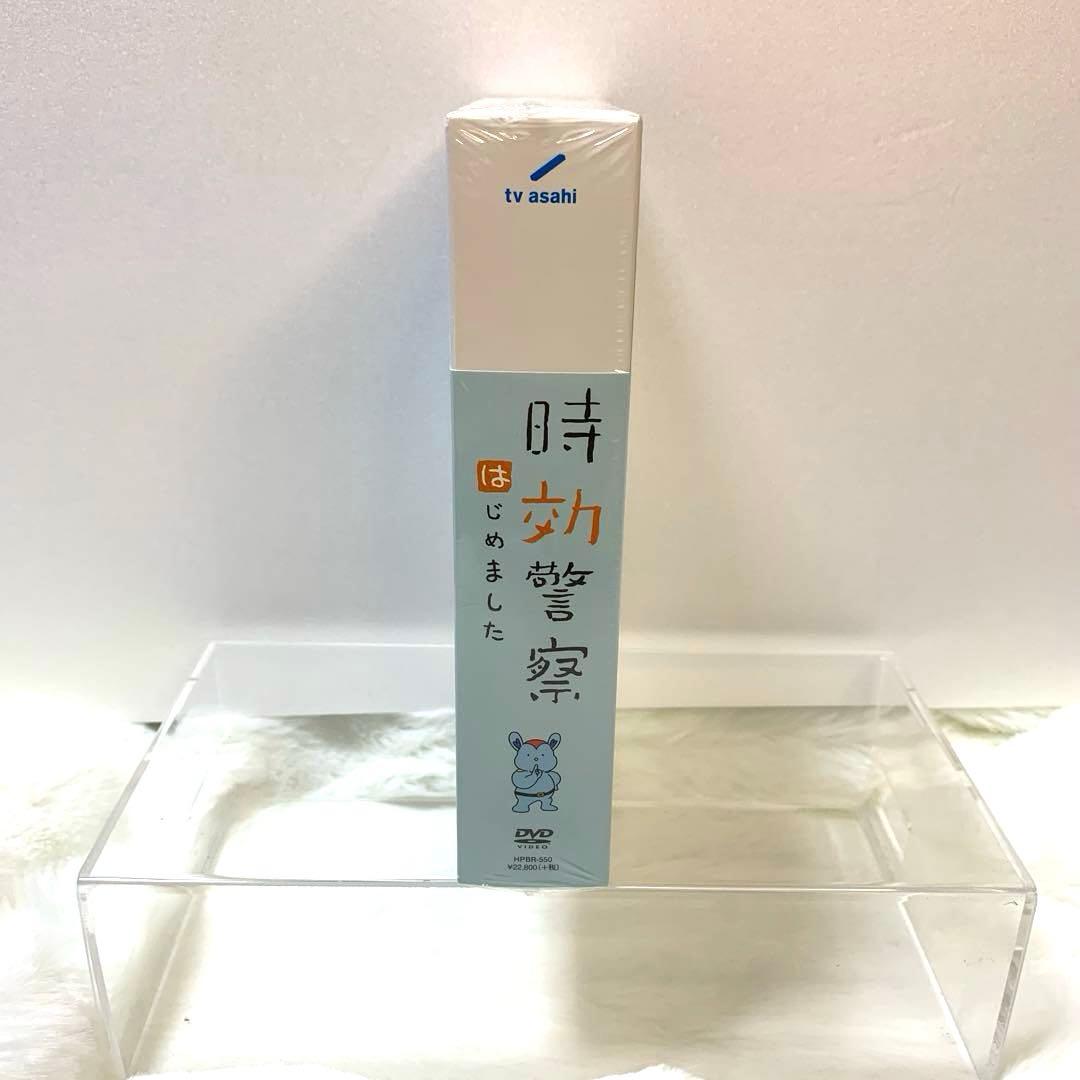 tv asahi
時効警察
はじめました
DVD
VIDEO
HPBR-550
¥22,800(+税)